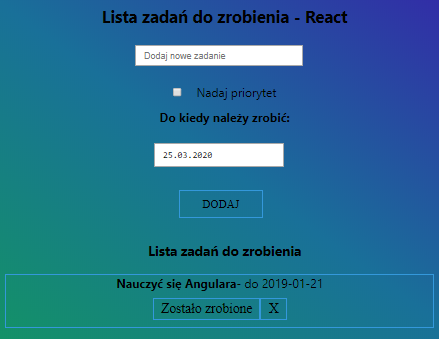 Lista zadań do zrobienia - React
Dodaj nowe zadanie
Nadaj priorytet
Do kiedy należy zrobić:
25.03.2020
DODAJ
Lista zadań do zrobienia
Nauczyć się Angulara- do 2019-01-21
Zostało zrobione X